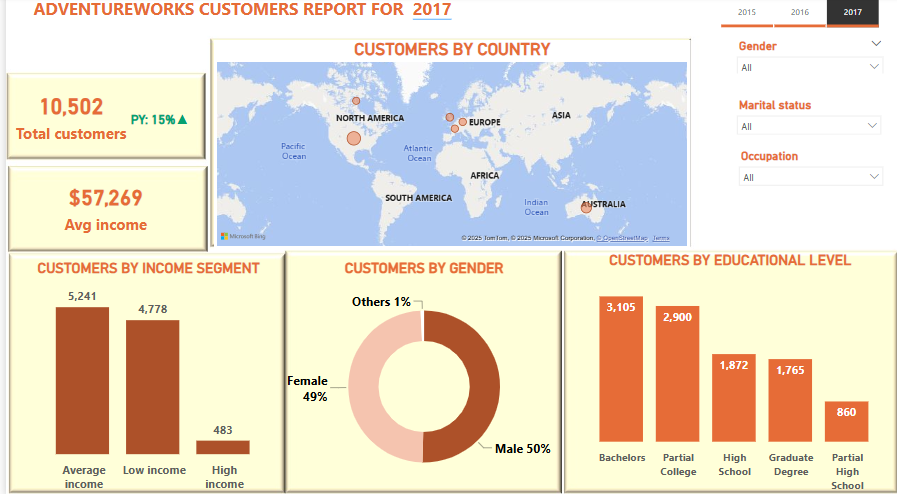 ADVENTUREWORKS CUSTOMERS REPORT FOR 2017
2015 2016 2017
Gender
All
Marital status
All
Occupation
All
10,502
PY: 15%▲
Total customers
$57,269
Avg income
CUSTOMERS BY COUNTRY
NORTH AMERICA
EUROPE
ASIA
Pacific
Ocean
Atlantic
Ocean
AFRICA
SOUTH AMERICA
Indian
Ocean
AUSTRALIA
Microsoft Bing
© 2025 TomTom, © 2025 Microsoft Corporation, © OpenStreetMap Terms
CUSTOMERS BY INCOME SEGMENT
5,241
4,778
483
Average
income
Low income
High
income
CUSTOMERS BY GENDER
Others 1%
Female
49%
Male 50%
CUSTOMERS BY EDUCATIONAL LEVEL
3,105
2,900
1,872
1,765
860
Bachelors
Partial
College
High
School
Graduate
Degree
Partial
High
School